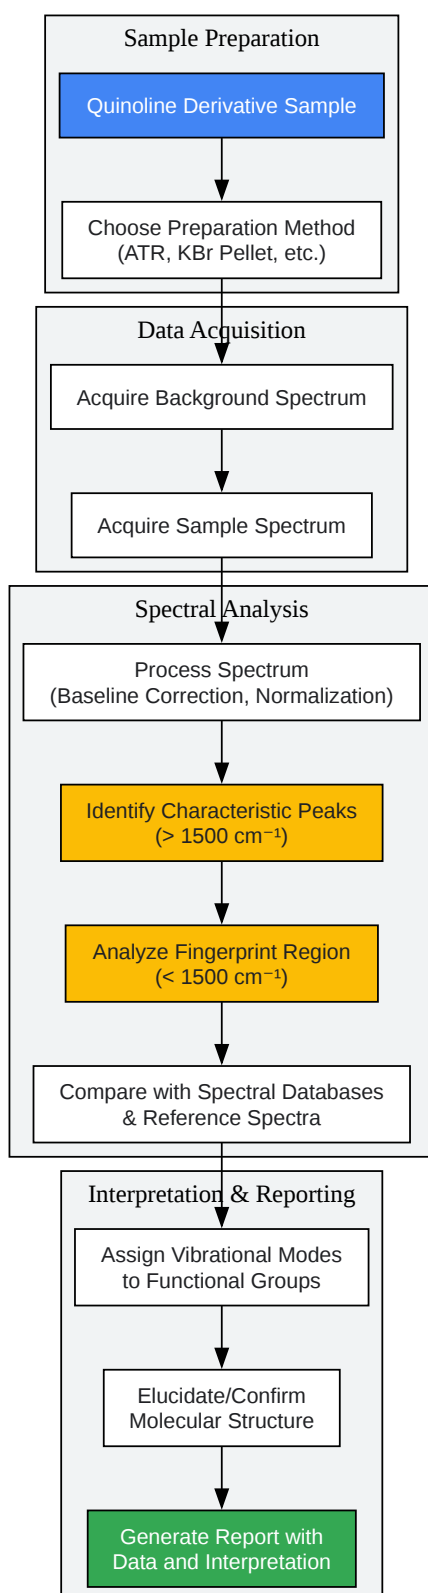 Sample Preparation
Quinoline Derivative Sample
Choose Preparation Method
(ATR, KBr Pellet, etc.)
Data Acquisition
Acquire Background Spectrum
Acquire Sample Spectrum
Spectral Analysis
Process Spectrum
(Baseline Correction, Normalization)
Identify Characteristic Peaks
(> 1500 cm⁻¹)
Analyze Fingerprint Region
(< 1500 cm⁻¹)
Compare with Spectral Databases
& Reference Spectra
Interpretation & Reporting
Assign Vibrational Modes
to Functional Groups
Elucidate/Confirm
Molecular Structure
Generate Report with
Data and Interpretation